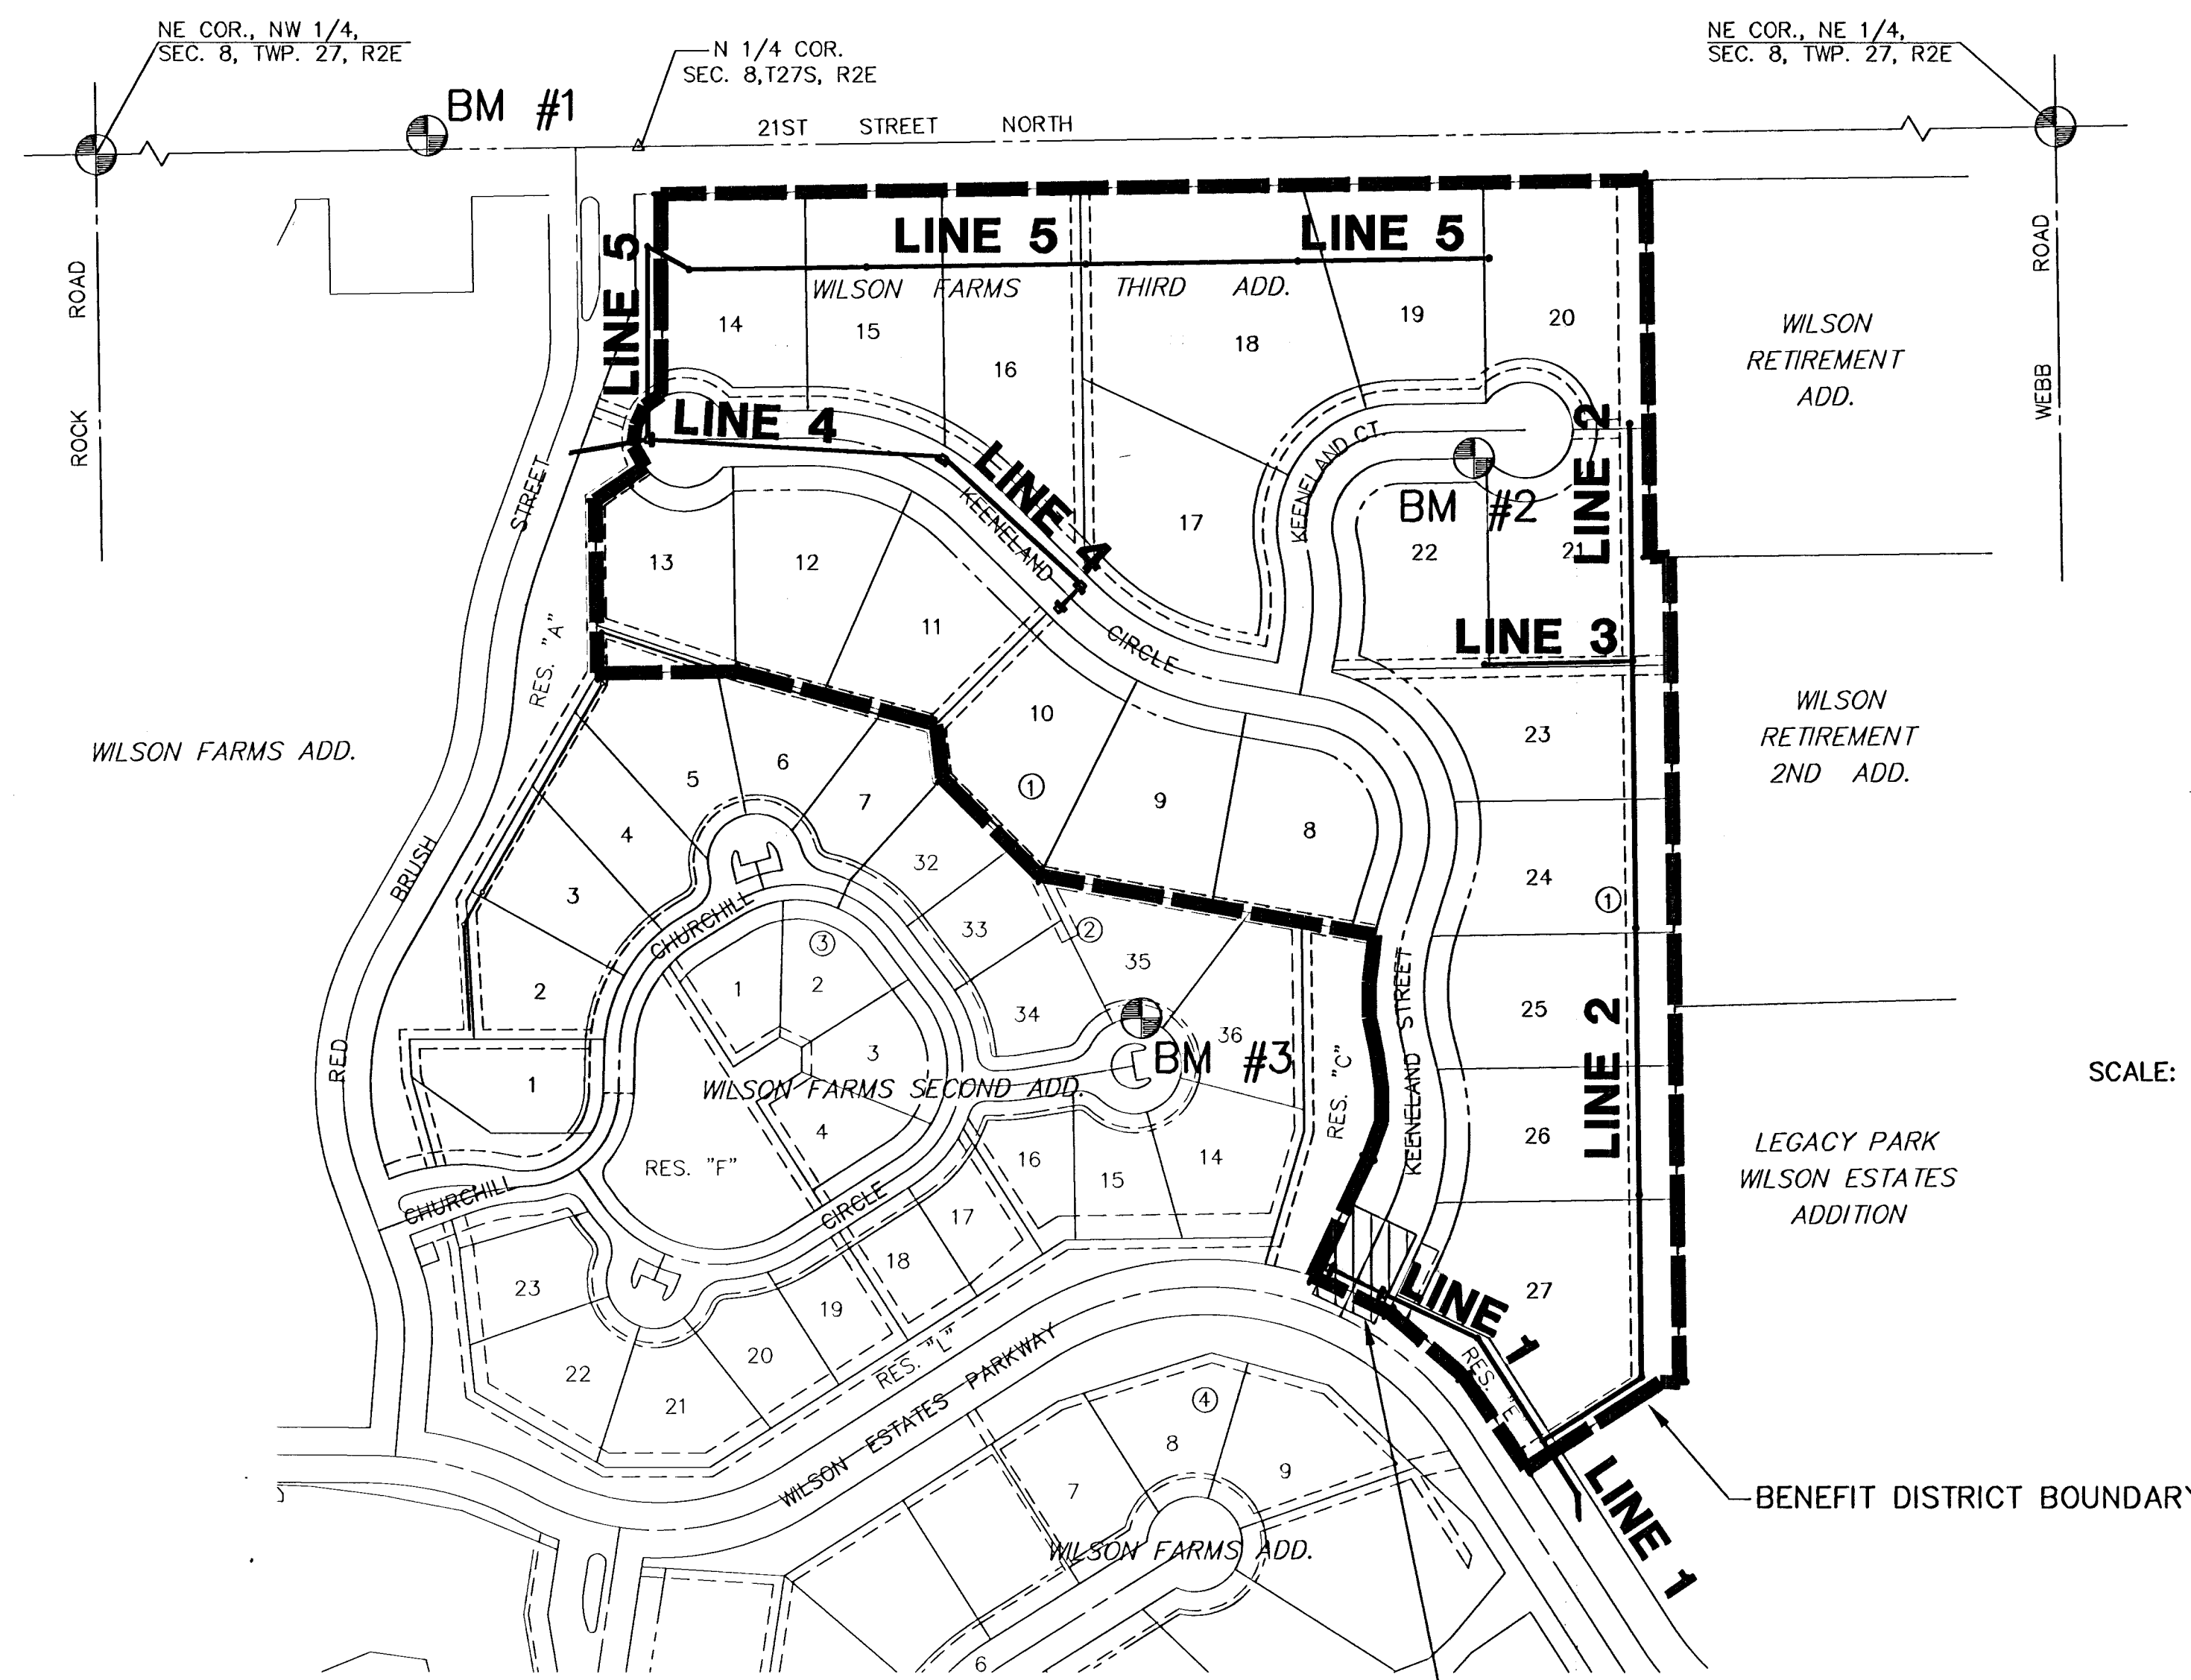 NE COR., NW 1/4,
SEC. 8, TWP. 27, R2E
N 1/4 COR.
SEC. 8,T27S, R2E
NE COR., NE 1/4,
SEC. 8, TWP. 27, R2E
BM #1
21ST STREET NORTH
ROCK ROAD
WEBB ROAD
LINE 5
LINE 5
LINE 5
WILSON FARMS THIRD ADD.
14
15
16
18
19
20
WILSON
RETIREMENT
ADD.
LINE 4
LINE 4
LINE 2
KEENELAND CT.
BM #2
KEENELAND CIRCLE
13
12
11
17
22
21
LINE 3
RED BRUSH STREET
RES. "A"
WILSON FARMS ADD.
10
9
8
1
23
WILSON
RETIREMENT
2ND ADD.
24
1
25
26
27
LINE 2
KEENELAND STREET
KEENELAND
5
6
7
4
3
2
1
32
33
34
35
36
2
CHURCHILL
3
1
2
3
4
BM #3
WILSON FARMS SECOND ADD.
RES. "C"
RES. "F"
SCALE:
LEGACY PARK
WILSON ESTATES
ADDITION
16
15
14
CHURCHILL
CIRCLE
17
18
19
20
21
22
23
RES. "L"
WILSON ESTATES PARKWAY
LINE 1
RES. "E"
4
7
8
9
6
LINE 1
BENEFIT DISTRICT BOUNDARY
WILSON FARMS ADD.